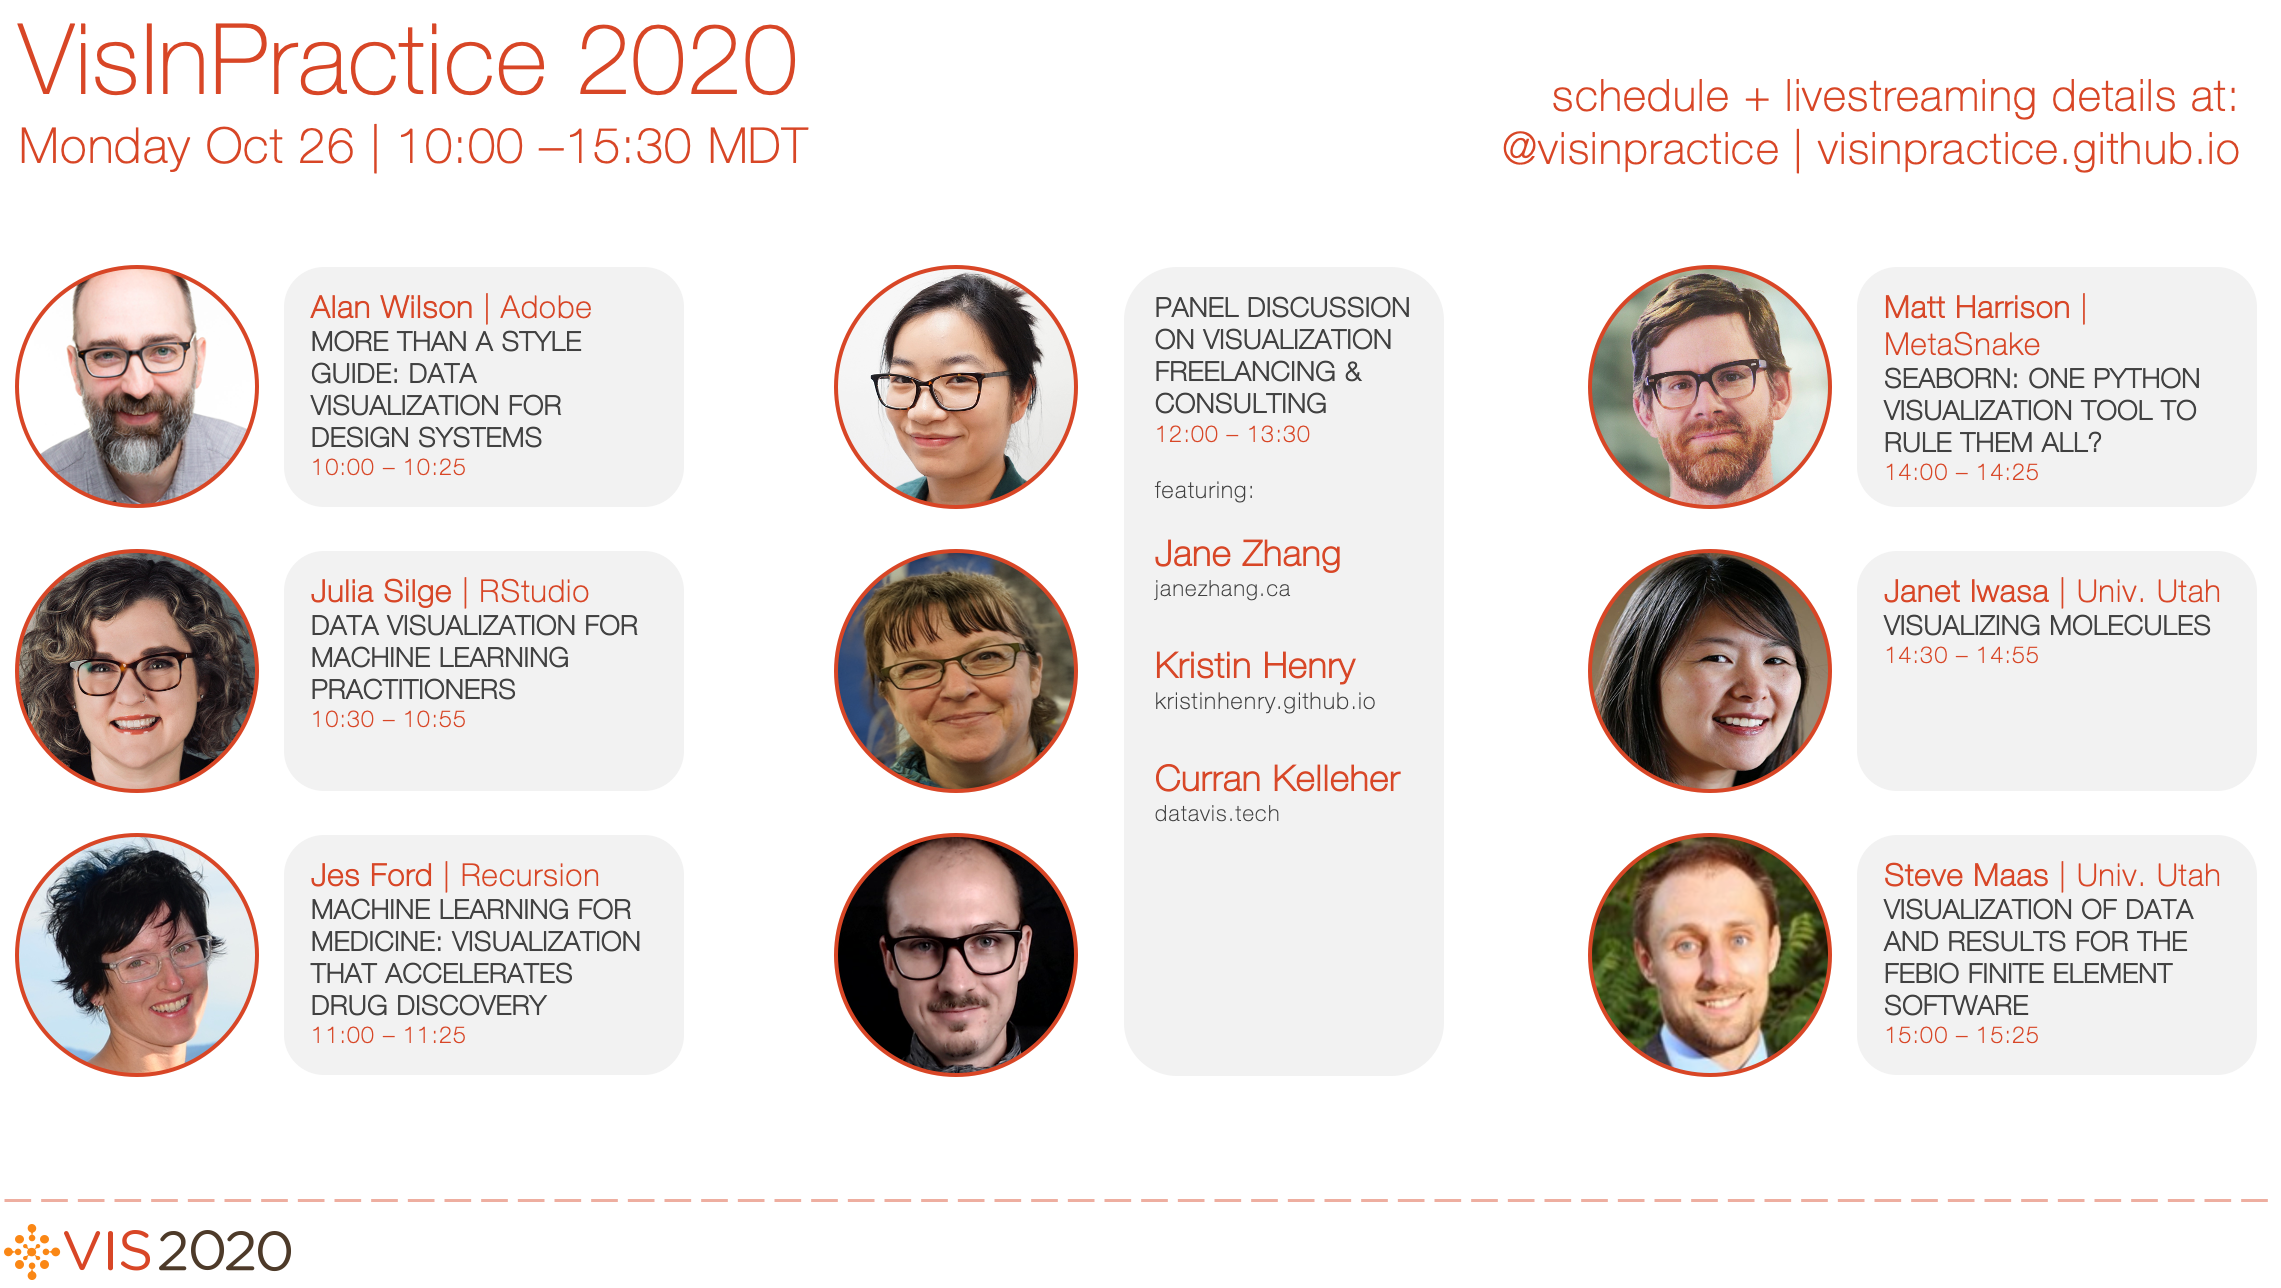 VisInPractice 2020
Monday Oct 26 | 10:00 –15:30 MDT
schedule + livestreaming details at:
@visinpractice | visinpractice.github.io
Alan Wilson | Adobe
MORE THAN A STYLE
GUIDE: DATA
VISUALIZATION FOR
DESIGN SYSTEMS
10:00 – 10:25
Julia Silge | RStudio
DATA VISUALIZATION FOR
MACHINE LEARNING
PRACTITIONERS
10:30 – 10:55
Jes Ford | Recursion
MACHINE LEARNING FOR
MEDICINE: VISUALIZATION
THAT ACCELERATES
DRUG DISCOVERY
11:00 – 11:25
PANEL DISCUSSION
ON VISUALIZATION
FREELANCING &
CONSULTING
12:00 – 13:30
featuring:
Jane Zhang
janezhang.ca
Kristin Henry
kristinhenry.github.io
Curran Kelleher
datavis.tech
Matt Harrison |
MetaSnake
SEABORN: ONE PYTHON
VISUALIZATION TOOL TO
RULE THEM ALL?
14:00 – 14:25
Janet Iwasa | Univ. Utah
VISUALIZING MOLECULES
14:30 – 14:55
Steve Maas | Univ. Utah
VISUALIZATION OF DATA
AND RESULTS FOR THE
FEBIO FINITE ELEMENT
SOFTWARE
15:00 – 15:25
VIS2020